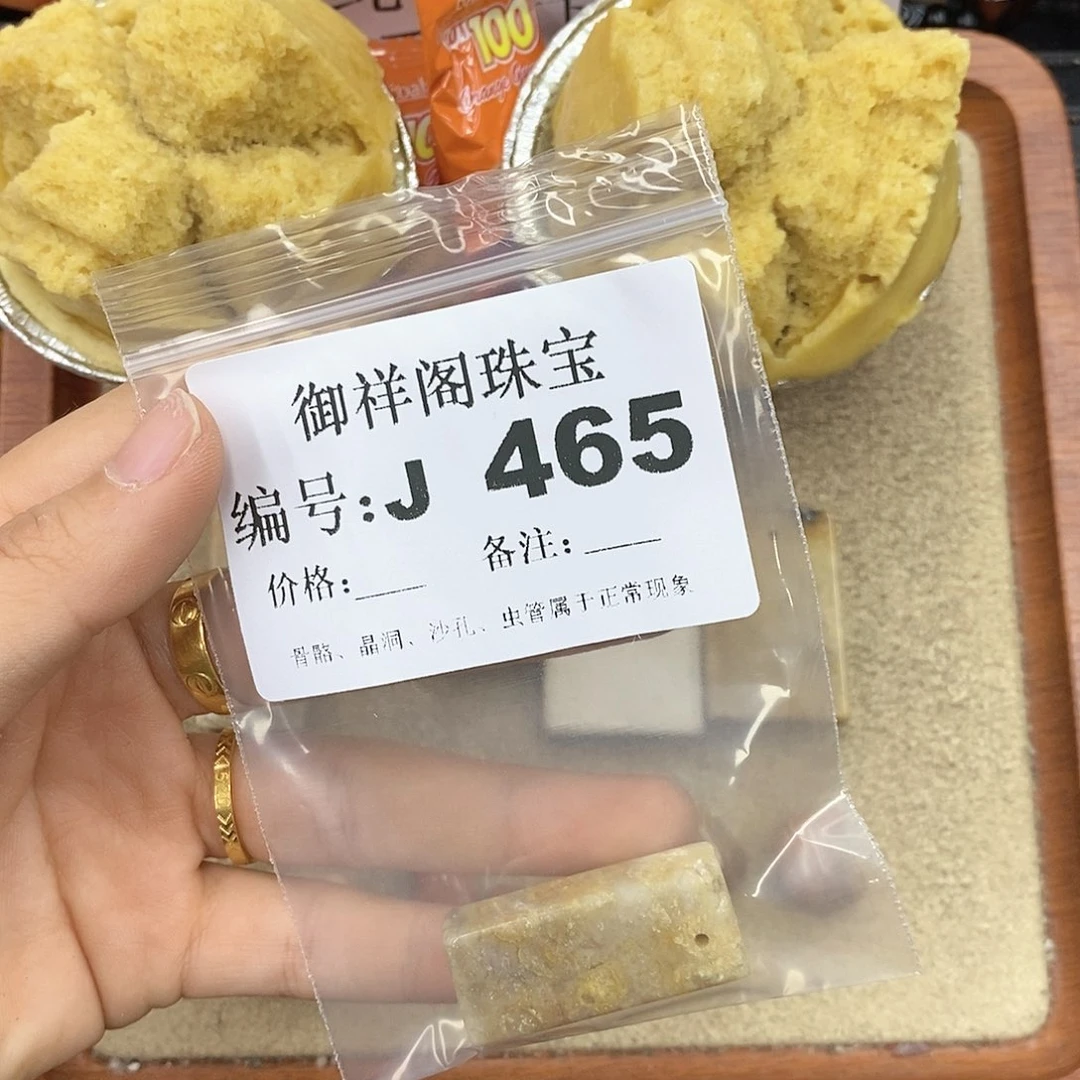 100
御祥阁珠宝
编号:J 465
价格:____ 备注:____
骨骼、晶洞、沙孔、虫管属于正常现象